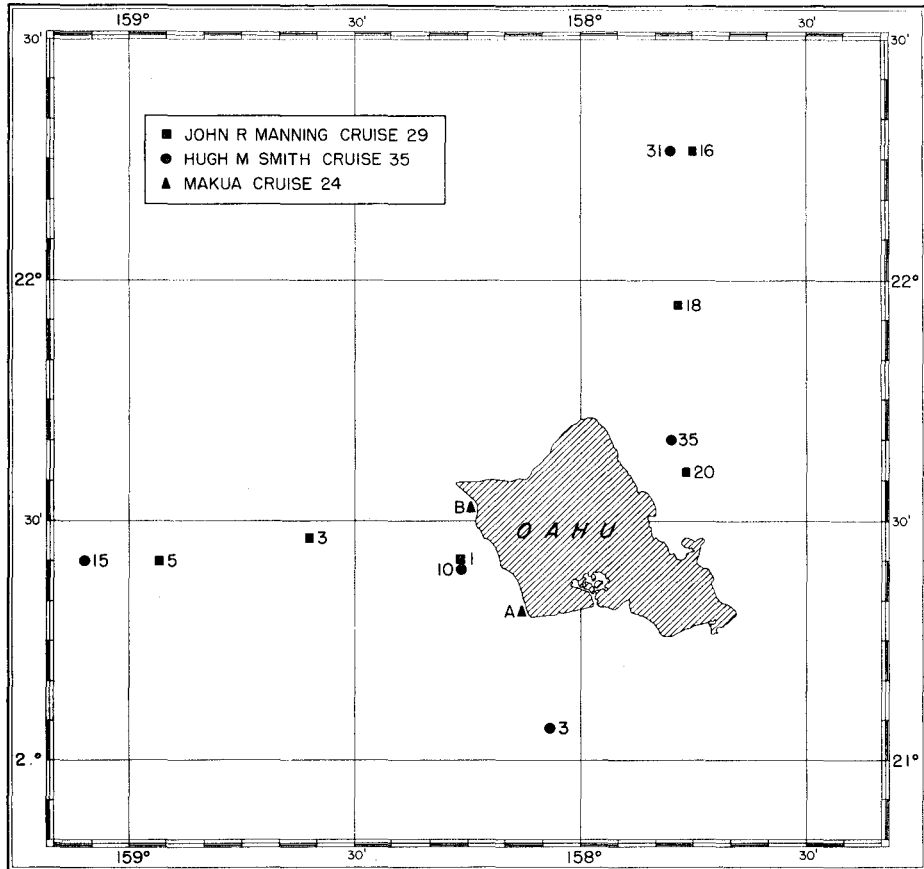 159° 30' 158° 30'
30' 30'
JOHN R MANNING CRUISE 29
HUGH M SMITH CRUISE 35
MAKUA CRUISE 24
31 16
22° 22°
18
35
20
B
OAHU
30' 30'
3
15 5 1
10
A
3
2.° 21°
159° 30' 158° 30'